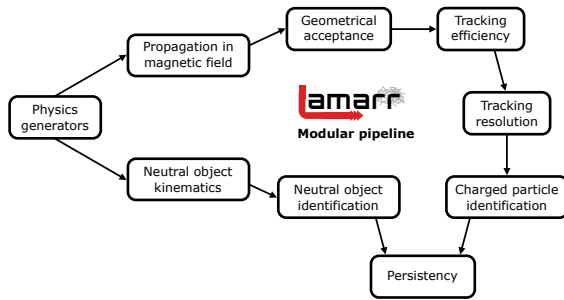 Geometrical
acceptance
Tracking
efficiency
Propagation in
magnetic field
lamarr
Modular pipeline
Physics
generators
Tracking
resolution
Neutral object
kinematics
Neutral object
identification
Charged particle
identification
Persistency